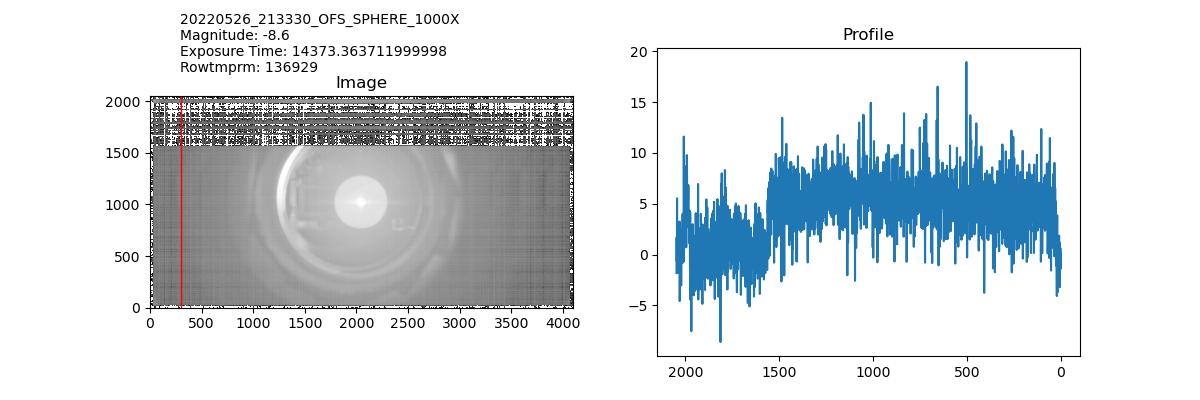 20220526_213330_OFS_SPHERE_1000X
Magnitude: -8.6
Exposure Time: 14373.363711999998
Rowtmprm: 136929
Image
2000
1500
1000
500
0
0 500 1000 1500 2000 2500 3000 3500 4000
Profile
20
15
10
5
0
−5
2000 1500 1000 500 0